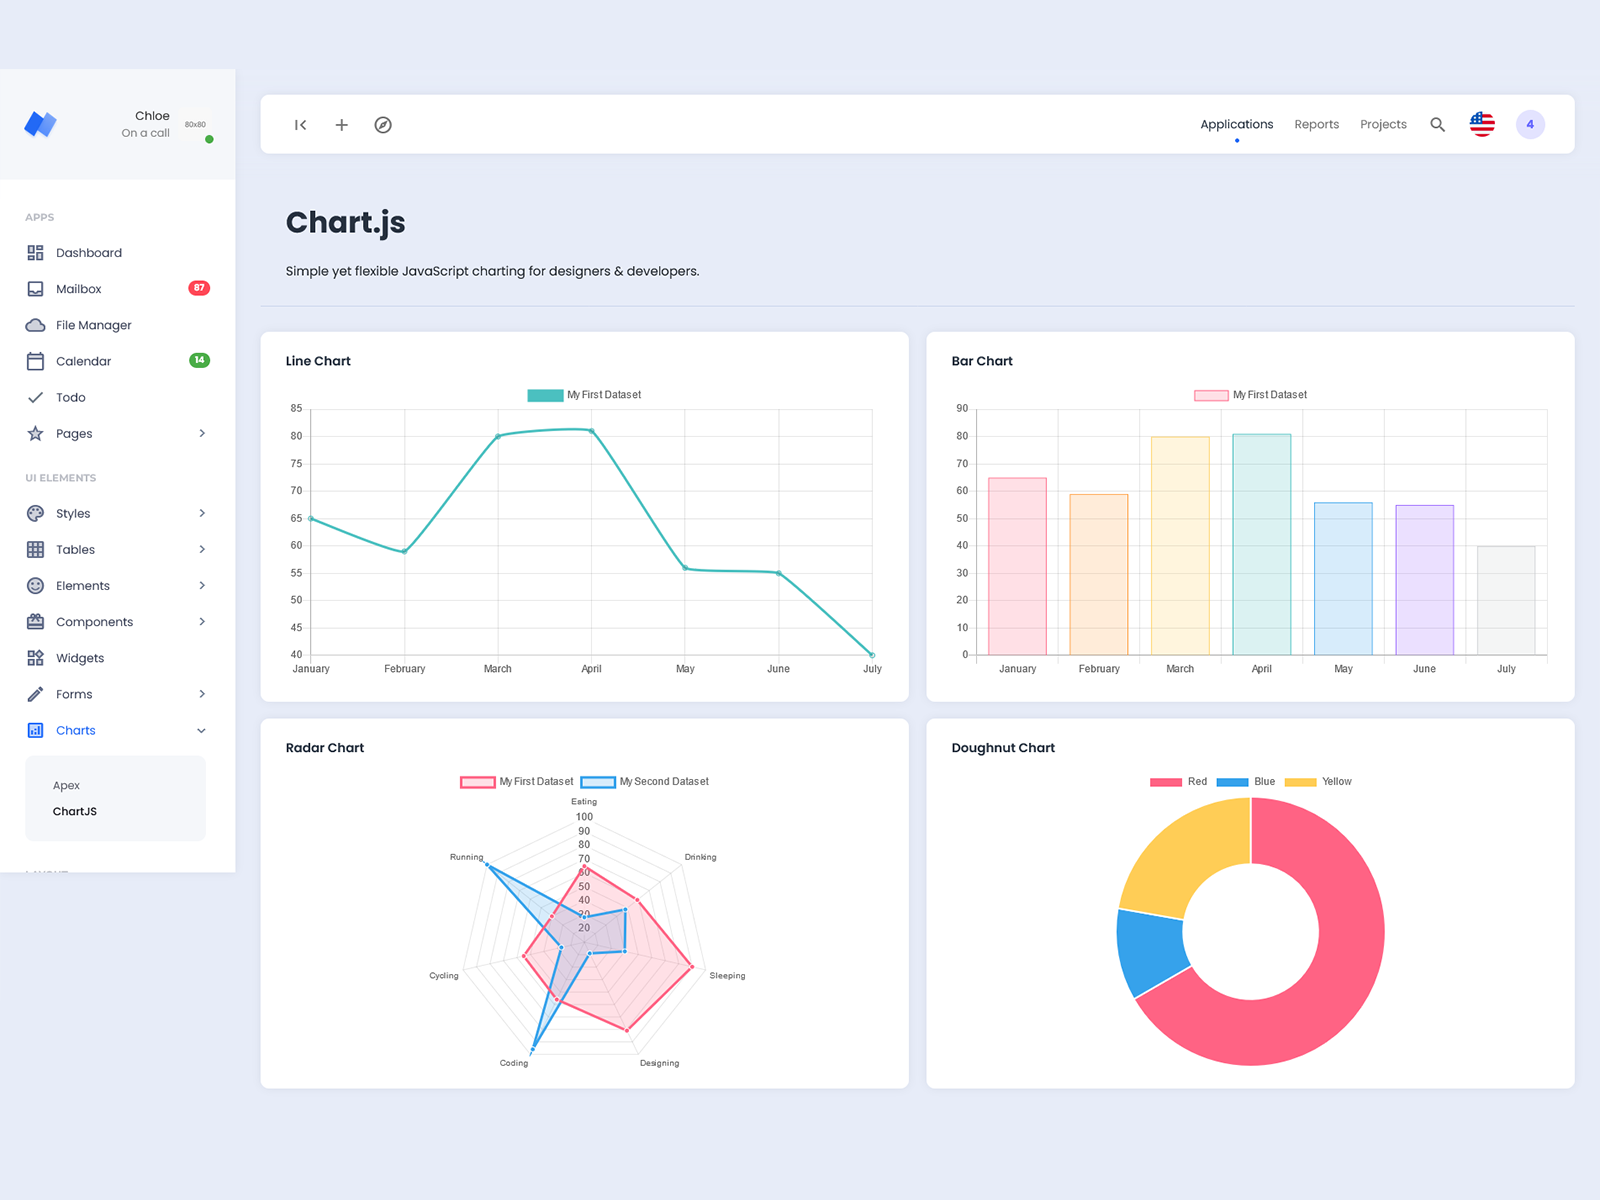 Chloe
On a call
80x80
APPS
Dashboard
Mailbox
87
File Manager
Calendar
14
Todo
Pages
UI ELEMENTS
Styles
Tables
Elements
Components
Widgets
Forms
Charts
Apex
ChartJS
Applications
Reports
Projects
4
Chart.js
Simple yet flexible JavaScript charting for designers & developers.
Line Chart
My First Dataset
85
80
75
70
65
60
55
50
45
40
January February March April May June July
Bar Chart
My First Dataset
90
80
70
60
50
40
30
20
10
0
January February March April May June July
Radar Chart
My First Dataset My Second Dataset
Eating
100
90
80
70
60
50
40
30
20
Running
Drinking
Cycling
Sleeping
Coding
Designing
Doughnut Chart
Red Blue Yellow